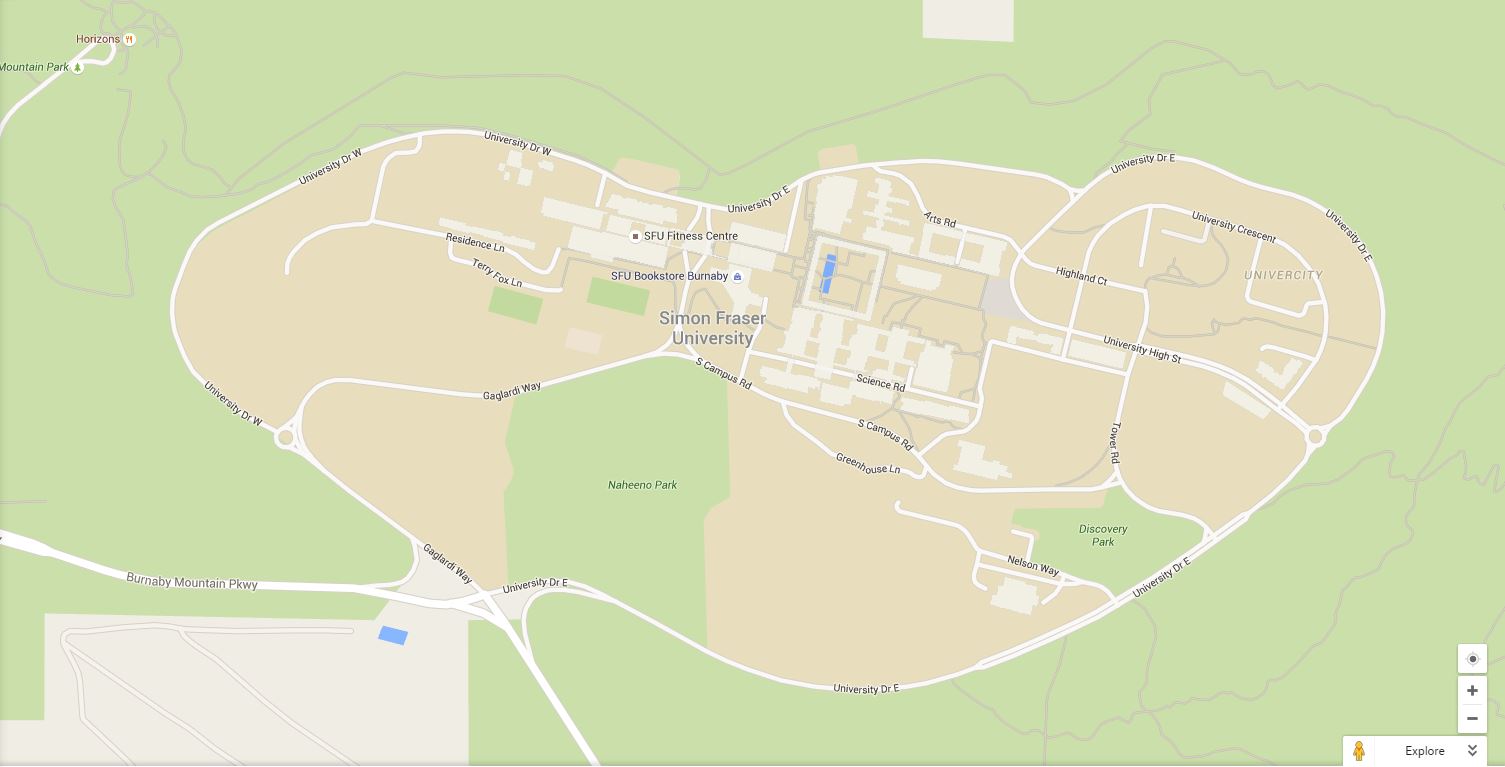 Horizons
Mountain Park
University Dr W
University Dr W
University Dr E
University Dr E
University Dr E
Arts Rd
University Crescent
UNIVERCITY
Residence Ln
Terry Fox Ln
SFU Fitness Centre
SFU Bookstore Burnaby
Highland Ct
Simon Fraser
University
University High St
S Campus Rd
Science Rd
Gaglardi Way
University Dr W
S Campus Rd
Greenhouse Ln
Tower Rd
Naheeno Park
Discovery
Park
Gaglardi Way
Burnaby Mountain Pkwy
University Dr E
Nelson Way
University Dr E
University Dr E
Explore